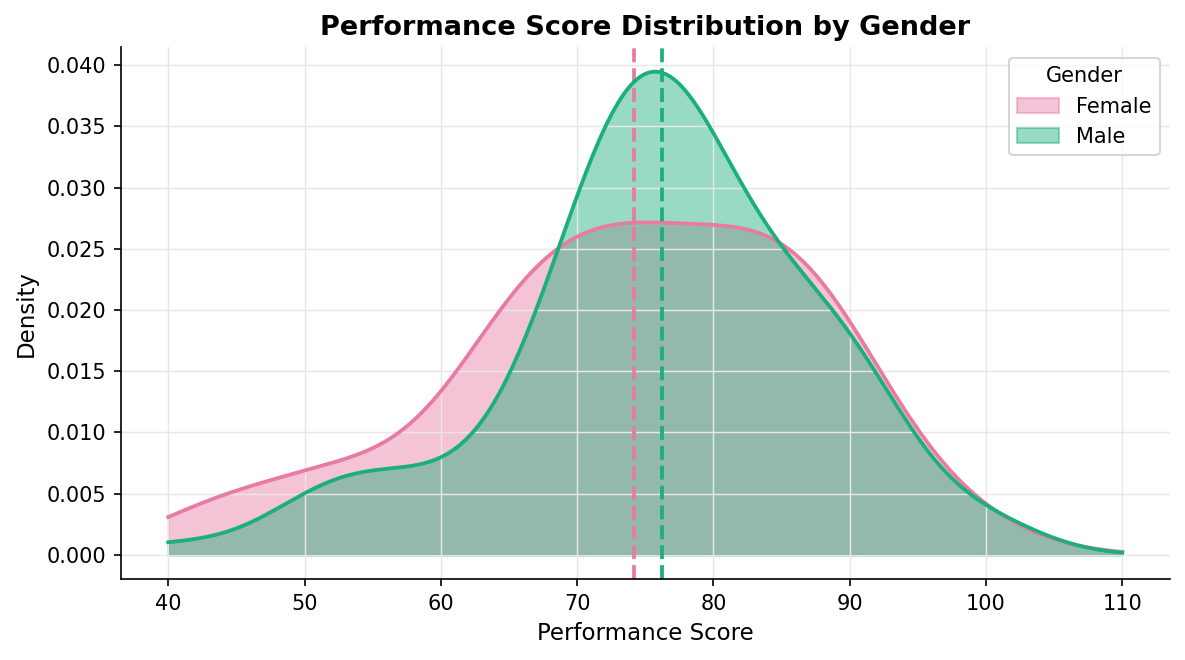 Performance Score Distribution by Gender
0.040
0.035
0.030
0.025
0.020
0.015
0.010
0.005
0.000
Density
40 50 60 70 80 90 100 110
Performance Score
Gender
Female
Male